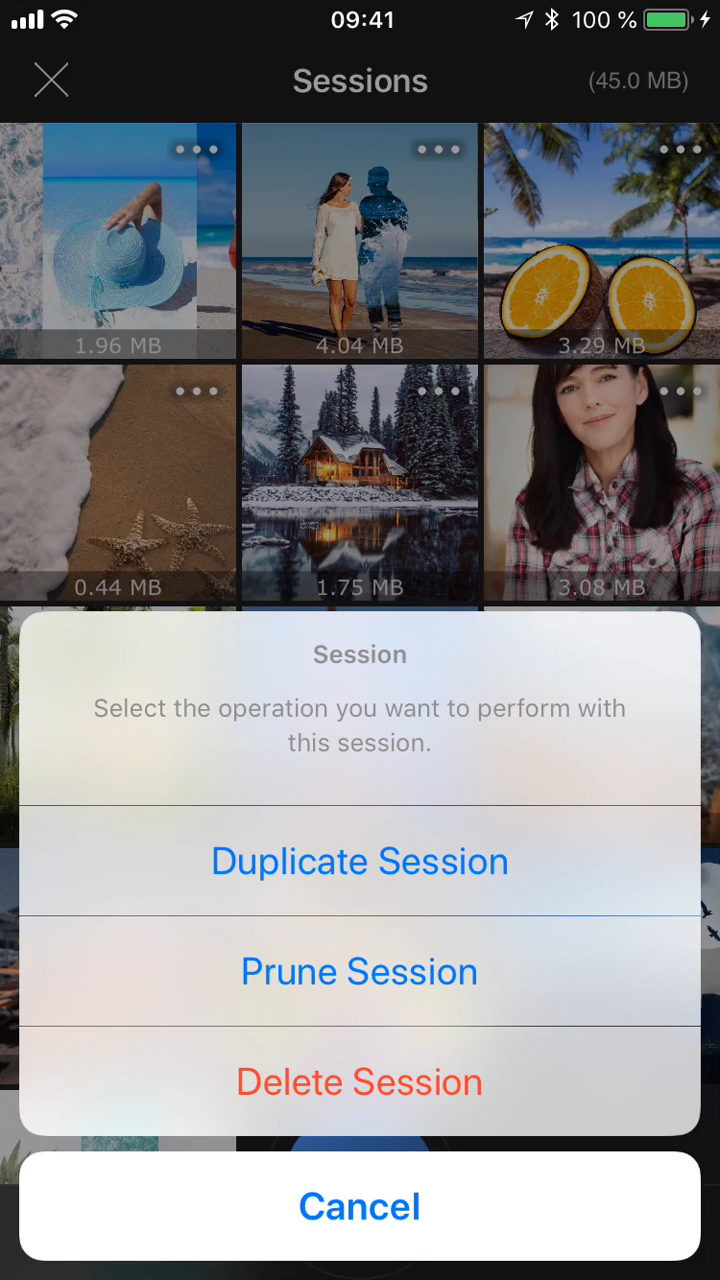 09:41
100 %
Sessions
(45.0 MB)
1.96 MB
4.04 MB
3.29 MB
0.44 MB
1.75 MB
3.08 MB
Session
Select the operation you want to perform with
this session.
Duplicate Session
Prune Session
Delete Session
Cancel